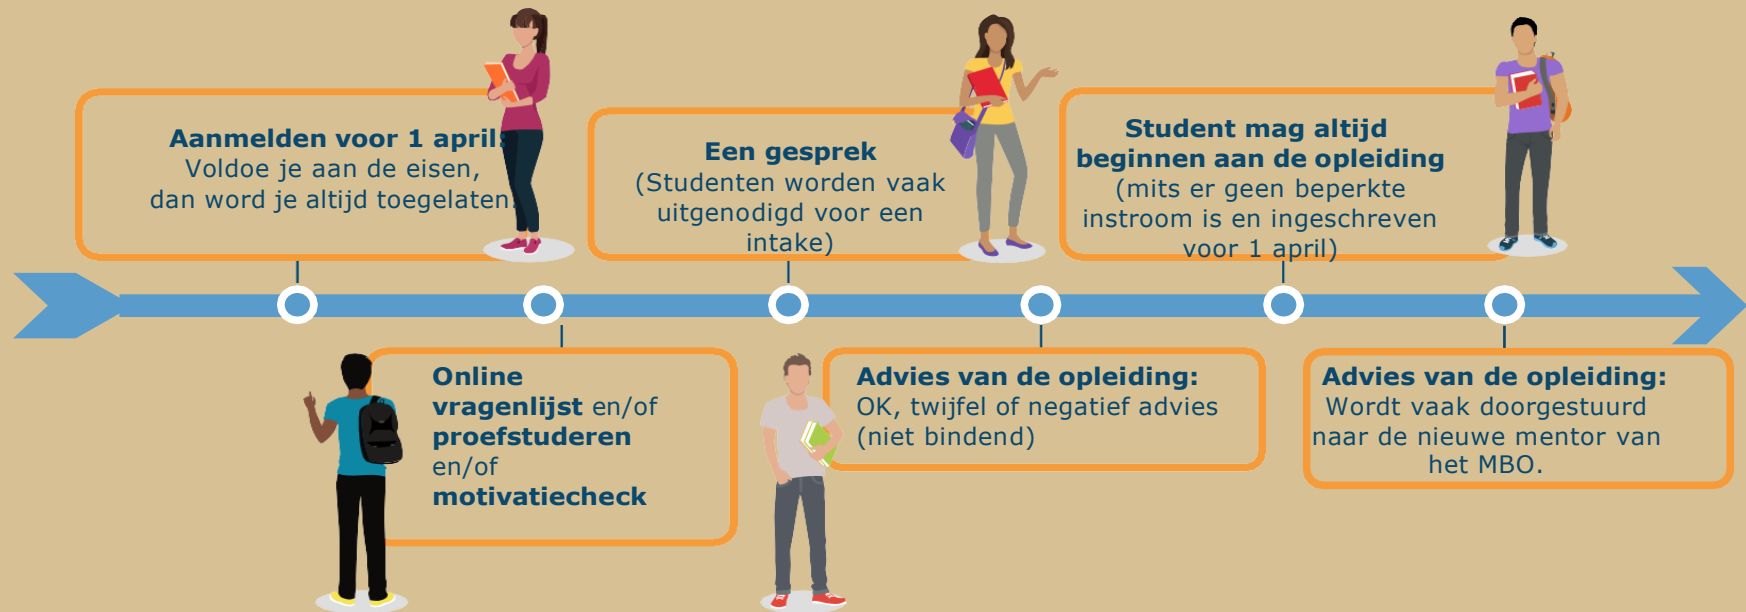 Aanmelden voor 1 april:
Voldoe je aan de eisen,
dan word je altijd toegelaten.
Online
vragenlijst en/of
proefstuderen
en/of
motivatiecheck
Een gesprek
(Studenten worden vaak
uitgenodigd voor een
intake)
Advies van de opleiding:
OK, twijfel of negatief advies
(niet bindend)
Student mag altijd
beginnen aan de opleiding
(mits er geen beperkte
instroom is en ingeschreven
voor 1 april)
Advies van de opleiding:
Wordt vaak doorgestuurd
naar de nieuwe mentor van
het MBO.